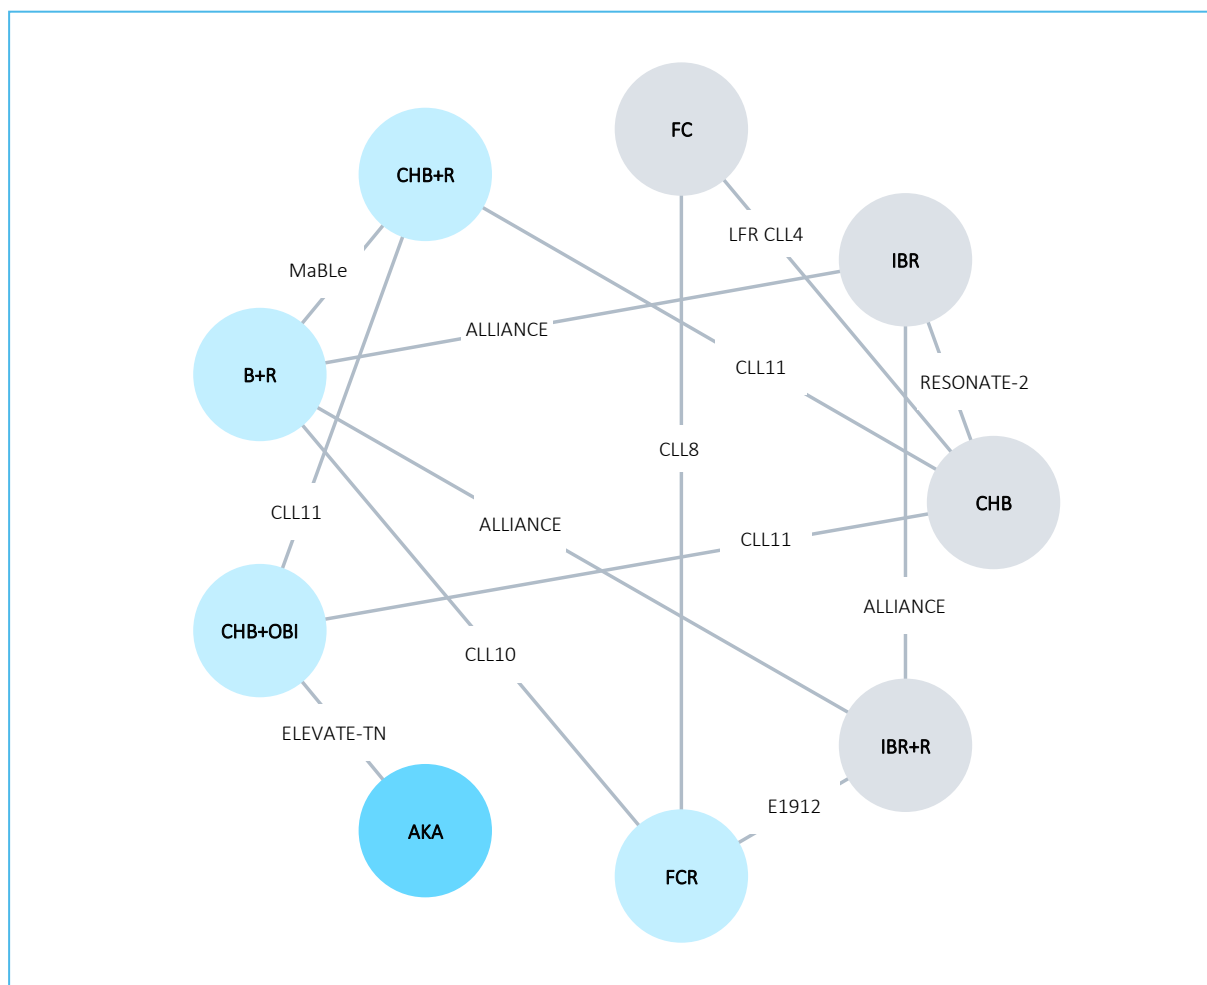 FC
CHB+R
LFR CLL4
IBR
MaBLe
ALLIANCE
CLL11
B+R
RESONATE-2
CLL8
CHB
CLL11
ALLIANCE
CLL11
ALLIANCE
CHB+OBI
CLL10
ELEVATE-TN
IBR+R
E1912
AKA
FCR